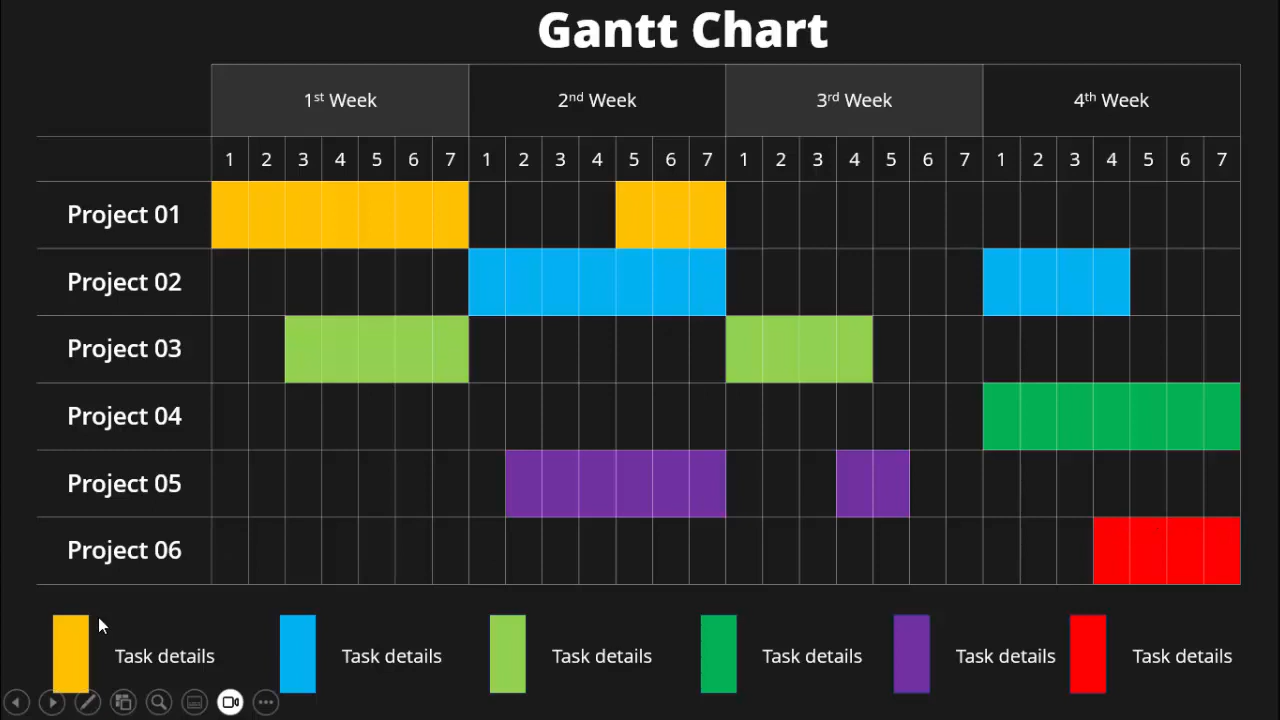 Gantt Chart
1st Week 2nd Week 3rd Week 4th Week
1 2 3 4 5 6 7 1 2 3 4 5 6 7 1 2 3 4 5 6 7 1 2 3 4 5 6 7
Project 01
Project 02
Project 03
Project 04
Project 05
Project 06
Task details Task details Task details Task details Task details Task details